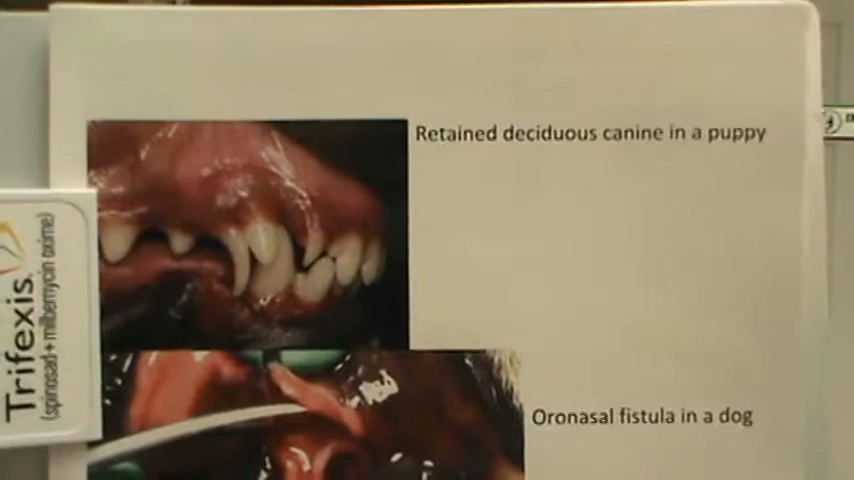 Retained deciduous canine in a puppy
Trifexis
(spinosad+milbemycin oxime)
Oronasal fistula in a dog